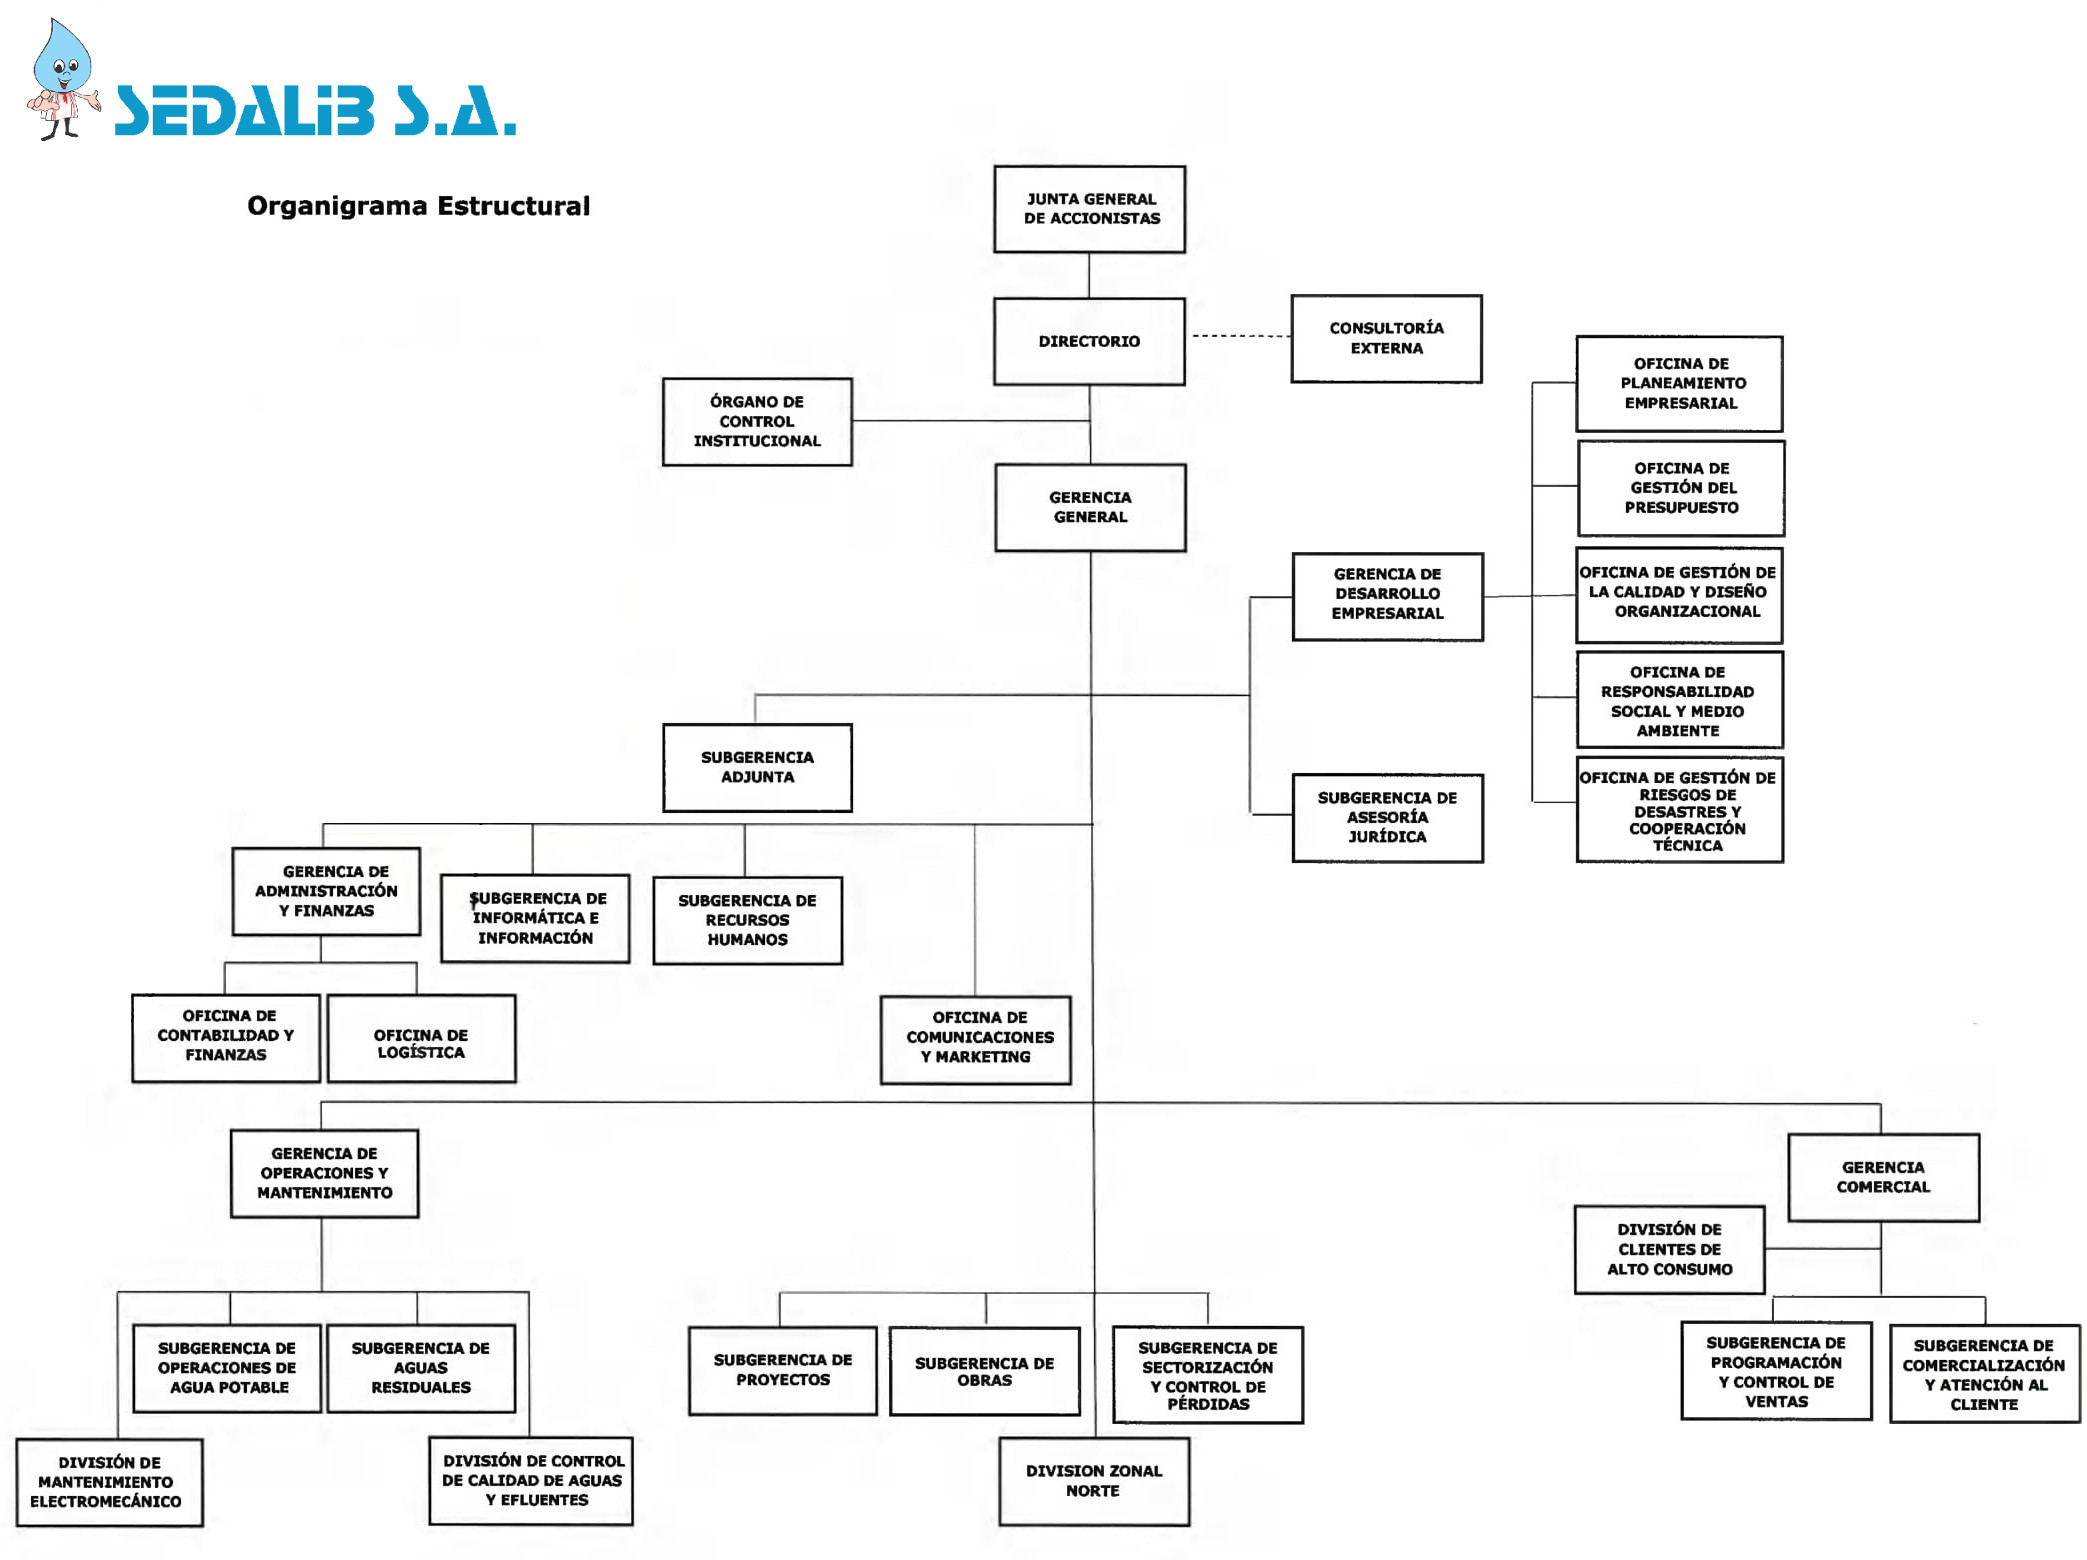 SEDALIB S.A.
Organigrama Estructural
JUNTA GENERAL
DE ACCIONISTAS
DIRECTORIO
CONSULTORÍA
EXTERNA
ÓRGANO DE
CONTROL
INSTITUCIONAL
GERENCIA
GENERAL
OFICINA DE
PLANEAMIENTO
EMPRESARIAL
OFICINA DE
GESTIÓN DEL
PRESUPUESTO
GERENCIA DE
DESARROLLO
EMPRESARIAL
OFICINA DE GESTIÓN DE
LA CALIDAD Y DISEÑO
ORGANIZACIONAL
OFICINA DE
RESPONSABILIDAD
SOCIAL Y MEDIO
AMBIENTE
SUBGERENCIA
ADJUNTA
SUBGERENCIA DE
ASESORÍA
JURÍDICA
OFICINA DE GESTIÓN DE
RIESGOS DE
DESASTRES Y
COOPERACIÓN
TÉCNICA
GERENCIA DE
ADMINISTRACIÓN
Y FINANZAS
SUBGERENCIA DE
INFORMÁTICA E
INFORMACIÓN
SUBGERENCIA DE
RECURSOS
HUMANOS
OFICINA DE
CONTABILIDAD Y
FINANZAS
OFICINA DE
LOGÍSTICA
OFICINA DE
COMUNICACIONES
Y MARKETING
GERENCIA DE
OPERACIONES Y
MANTENIMIENTO
GERENCIA
COMERCIAL
DIVISIÓN DE
CLIENTES DE
ALTO CONSUMO
SUBGERENCIA DE
OPERACIONES DE
AGUA POTABLE
SUBGERENCIA DE
AGUAS
RESIDUALES
SUBGERENCIA DE
PROYECTOS
SUBGERENCIA DE
OBRAS
SUBGERENCIA DE
SECTORIZACIÓN
Y CONTROL DE
PÉRDIDAS
SUBGERENCIA DE
PROGRAMACIÓN
Y CONTROL DE
VENTAS
SUBGERENCIA DE
COMERCIALIZACIÓN
Y ATENCIÓN AL
CLIENTE
DIVISIÓN DE
MANTENIMIENTO
ELECTROMECÁNICO
DIVISIÓN DE CONTROL
DE CALIDAD DE AGUAS
Y EFLUENTES
DIVISION ZONAL
NORTE